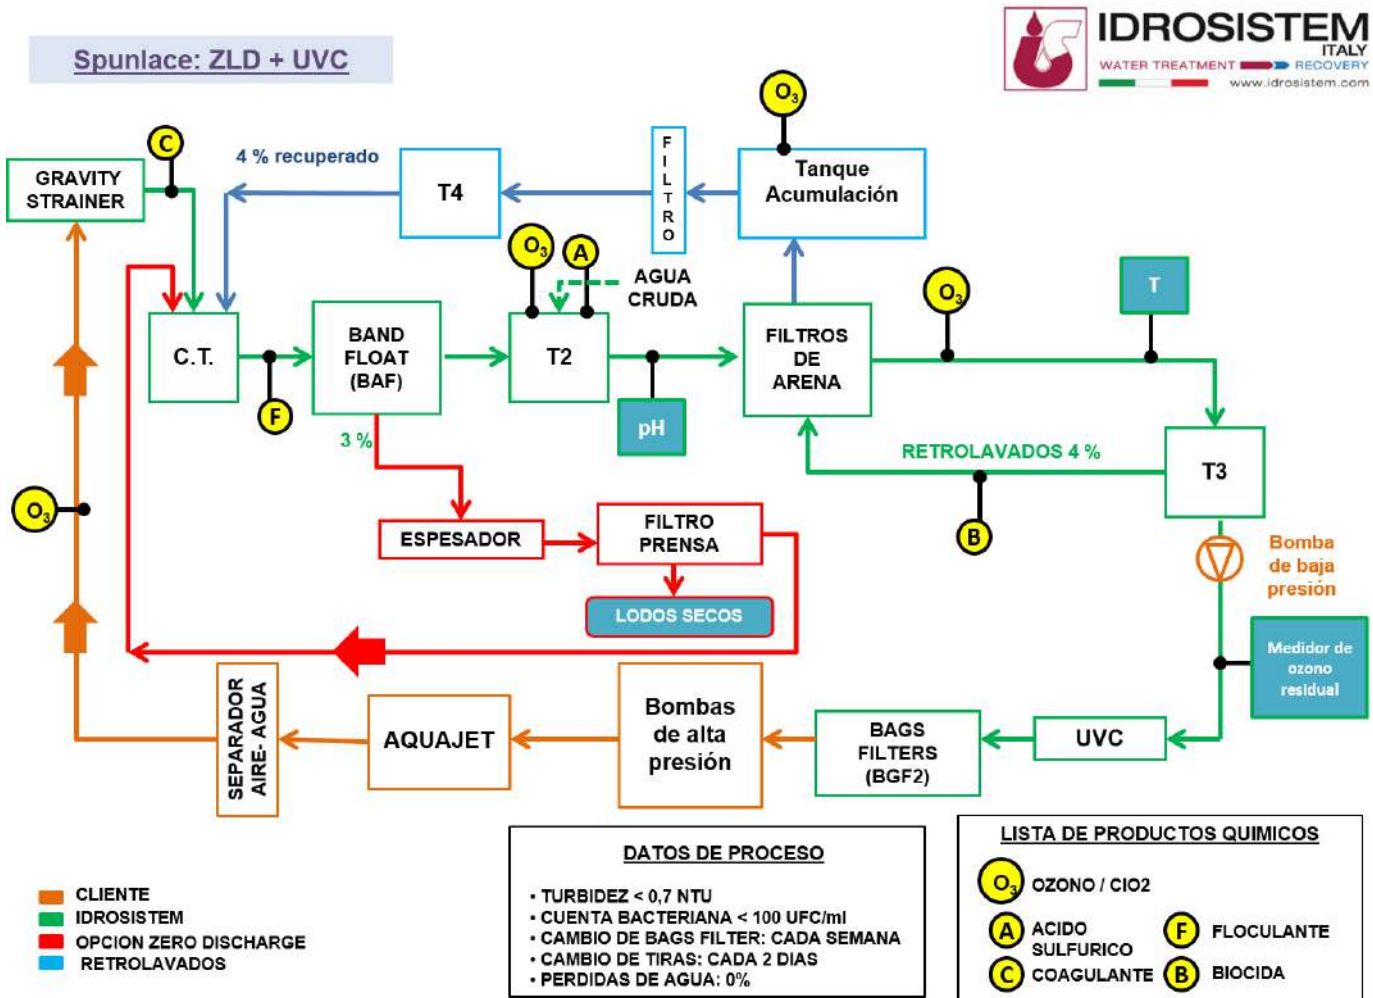 Spunlace: ZLD + UVC
IDROSISTEM
ITALY
WATER TREATMENT RECOVERY
www.idrosistem.com
O3
C
4 % recuperado
GRAVITY
STRAINER
T4
FILTRO
Tanque
Acumulación
O3
A
AGUA
CRUDA
O3
T
C.T.
BAND
FLOAT
(BAF)
T2
FILTROS
DE
ARENA
F
pH
3 %
RETROLAVADOS 4 %
T3
O3
ESPESADOR
FILTRO
PRENSA
B
Bomba
de baja
presión
LODOS SECOS
Medidor de
ozono
residual
SEPARADOR
AIRE- AGUA
AQUAJET
Bombas
de alta
presión
BAGS
FILTERS
(BGF2)
UVC
DATOS DE PROCESO
• TURBIDEZ < 0,7 NTU
• CUENTA BACTERIANA < 100 UFC/ml
• CAMBIO DE BAGS FILTER: CADA SEMANA
• CAMBIO DE TIRAS: CADA 2 DIAS
• PERDIDAS DE AGUA: 0%
LISTA DE PRODUCTOS QUIMICOS
O3 OZONO / ClO2
A ACIDO
SULFURICO
F FLOCULANTE
C COAGULANTE
B BIOCIDA
CLIENTE
IDROSISTEM
OPCION ZERO DISCHARGE
RETROLAVADOS